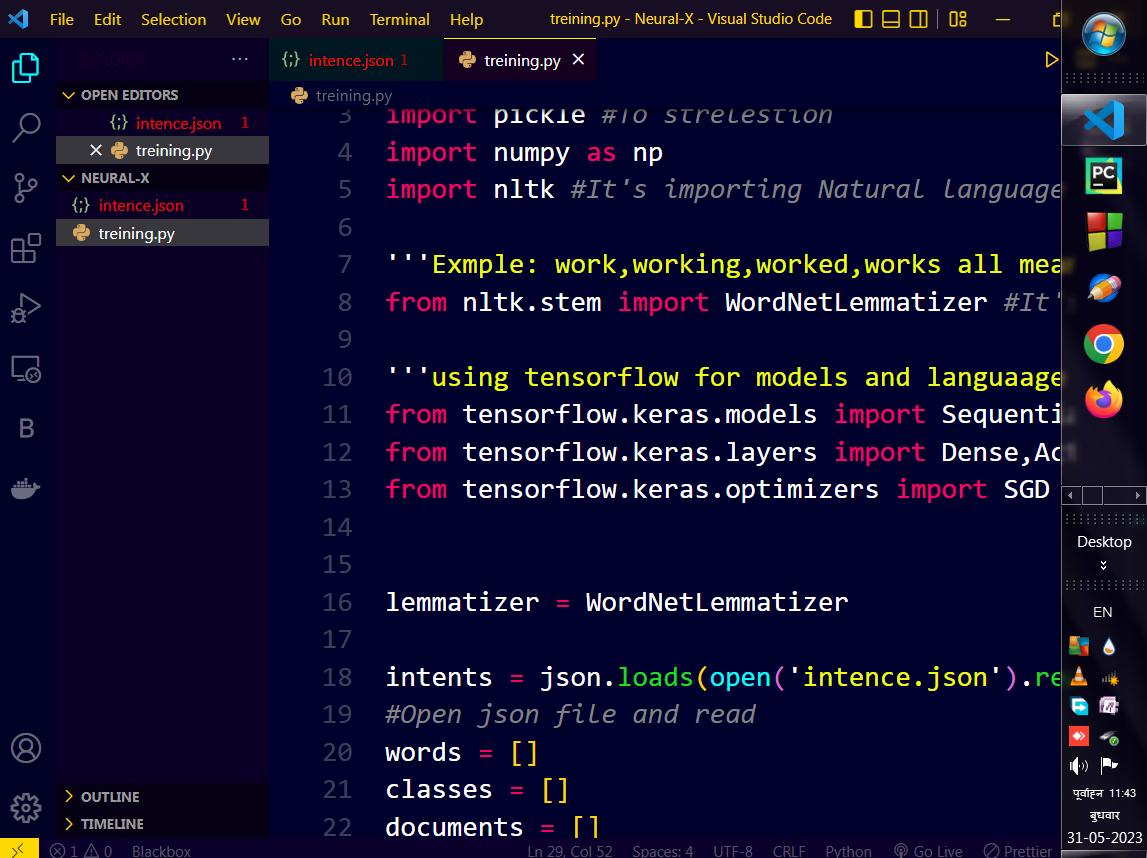 File Edit Selection View Go Run Terminal Help treining.py - Neural-X - Visual Studio Code
EXPLORER ...
{;} intence.json 1
treining.py
OPEN EDITORS
{;} intence.json 1
treining.py
NEURAL-X
{;} intence.json 1
treining.py
treining.py
3 import pickle #To strelestion
4 import numpy as np
5 import nltk #It's importing Natural language
6
7 '''Exmple: work,working,worked,works all mea
8 from nltk.stem import WordNetLemmatizer #It'
9
10 '''using tensorflow for models and languaage
11 from tensorflow.keras.models import Sequenti
12 from tensorflow.keras.layers import Dense,Ac
13 from tensorflow.keras.optimizers import SGD
14
15
16 lemmatizer = WordNetLemmatizer
17
18 intents = json.loads(open('intence.json').re
19 #Open json file and read
20 words = []
21 classes = []
22 documents = []
OUTLINE
TIMELINE
1 0 Blackbox Ln 29, Col 52 Spaces: 4 UTF-8 CRLF Python Go Live Prettier
B
PC
Desktop
EN
पूर्वाह्न 11:43
बुधवार
31-05-2023